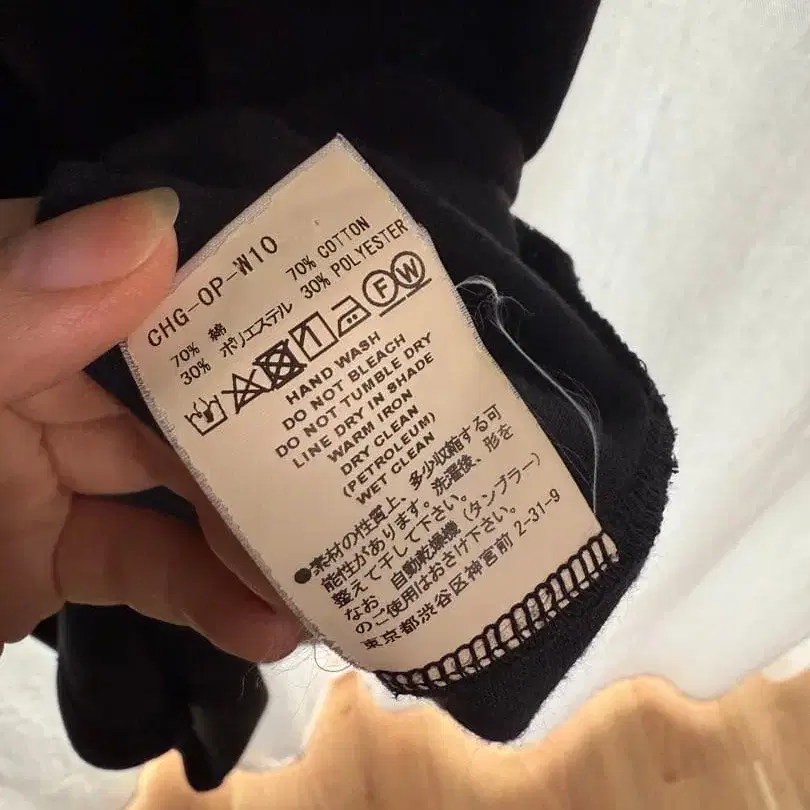 CHG-OP-W10
70% 綿 70% COTTON
30% ポリエステル 30% POLYESTER
F W
HAND WASH
DO NOT BLEACH
DO NOT TUMBLE DRY
LINE DRY IN SHADE
WARM IRON
DRY CLEAN
(PETROLEUM)
WET CLEAN
●素材の性質上、多少収縮する可
能性があります。洗濯後、形を
整えて干して下さい。
なお、自動乾燥機(タンブラー)
のご使用はおさけ下さい。
東京都渋谷区神宮前 2-31-9